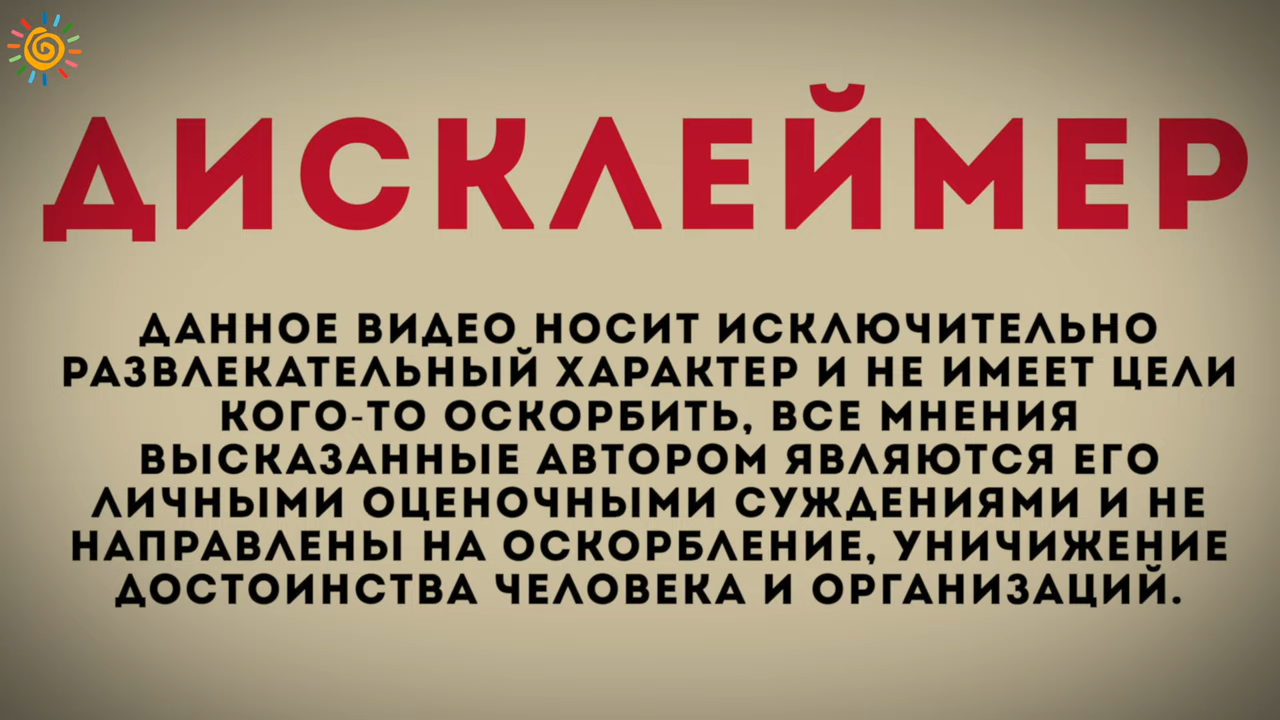 ДИСКЛЕЙМЕР
ДАННОЕ ВИДЕО НОСИТ ИСКЛЮЧИТЕЛЬНО
РАЗВЛЕКАТЕЛЬНЫЙ ХАРАКТЕР И НЕ ИМЕЕТ ЦЕЛИ
КОГО-ТО ОСКОРБИТЬ, ВСЕ МНЕНИЯ
ВЫСКАЗАННЫЕ АВТОРОМ ЯВЛЯЮТСЯ ЕГО
ЛИЧНЫМИ ОЦЕНОЧНЫМИ СУЖДЕНИЯМИ И НЕ
НАПРАВЛЕНЫ НА ОСКОРБЛЕНИЕ, УНИЧИЖЕНИЕ
ДОСТОИНСТВА ЧЕЛОВЕКА И ОРГАНИЗАЦИЙ.